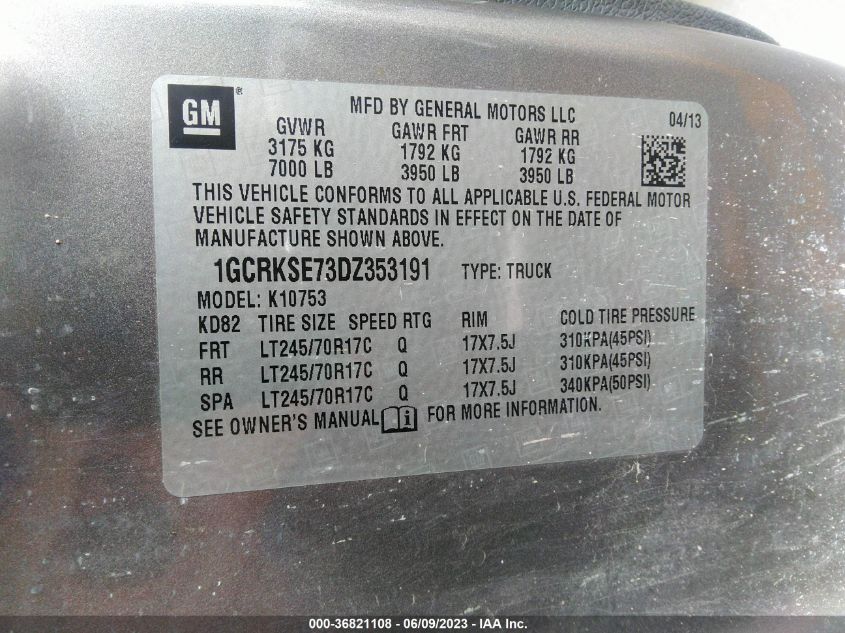 GM ®
MFD BY GENERAL MOTORS LLC 04/13
GVWR GAWR FRT GAWR RR
3175 KG 1792 KG 1792 KG
7000 LB 3950 LB 3950 LB
THIS VEHICLE CONFORMS TO ALL APPLICABLE U.S. FEDERAL MOTOR
VEHICLE SAFETY STANDARDS IN EFFECT ON THE DATE OF
MANUFACTURE SHOWN ABOVE.
1GCRKSE73DZ353191 TYPE: TRUCK
MODEL: K10753
KD82 TIRE SIZE SPEED RTG RIM COLD TIRE PRESSURE
FRT LT245/70R17C Q 17X7.5J 310KPA(45PSI)
RR LT245/70R17C Q 17X7.5J 310KPA(45PSI)
SPA LT245/70R17C Q 17X7.5J 340KPA(50PSI)
SEE OWNER'S MANUAL i FOR MORE INFORMATION.
000-36821108 - 06/09/2023 - IAA Inc.